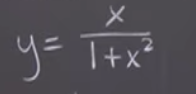 y = x / (1 + x²)